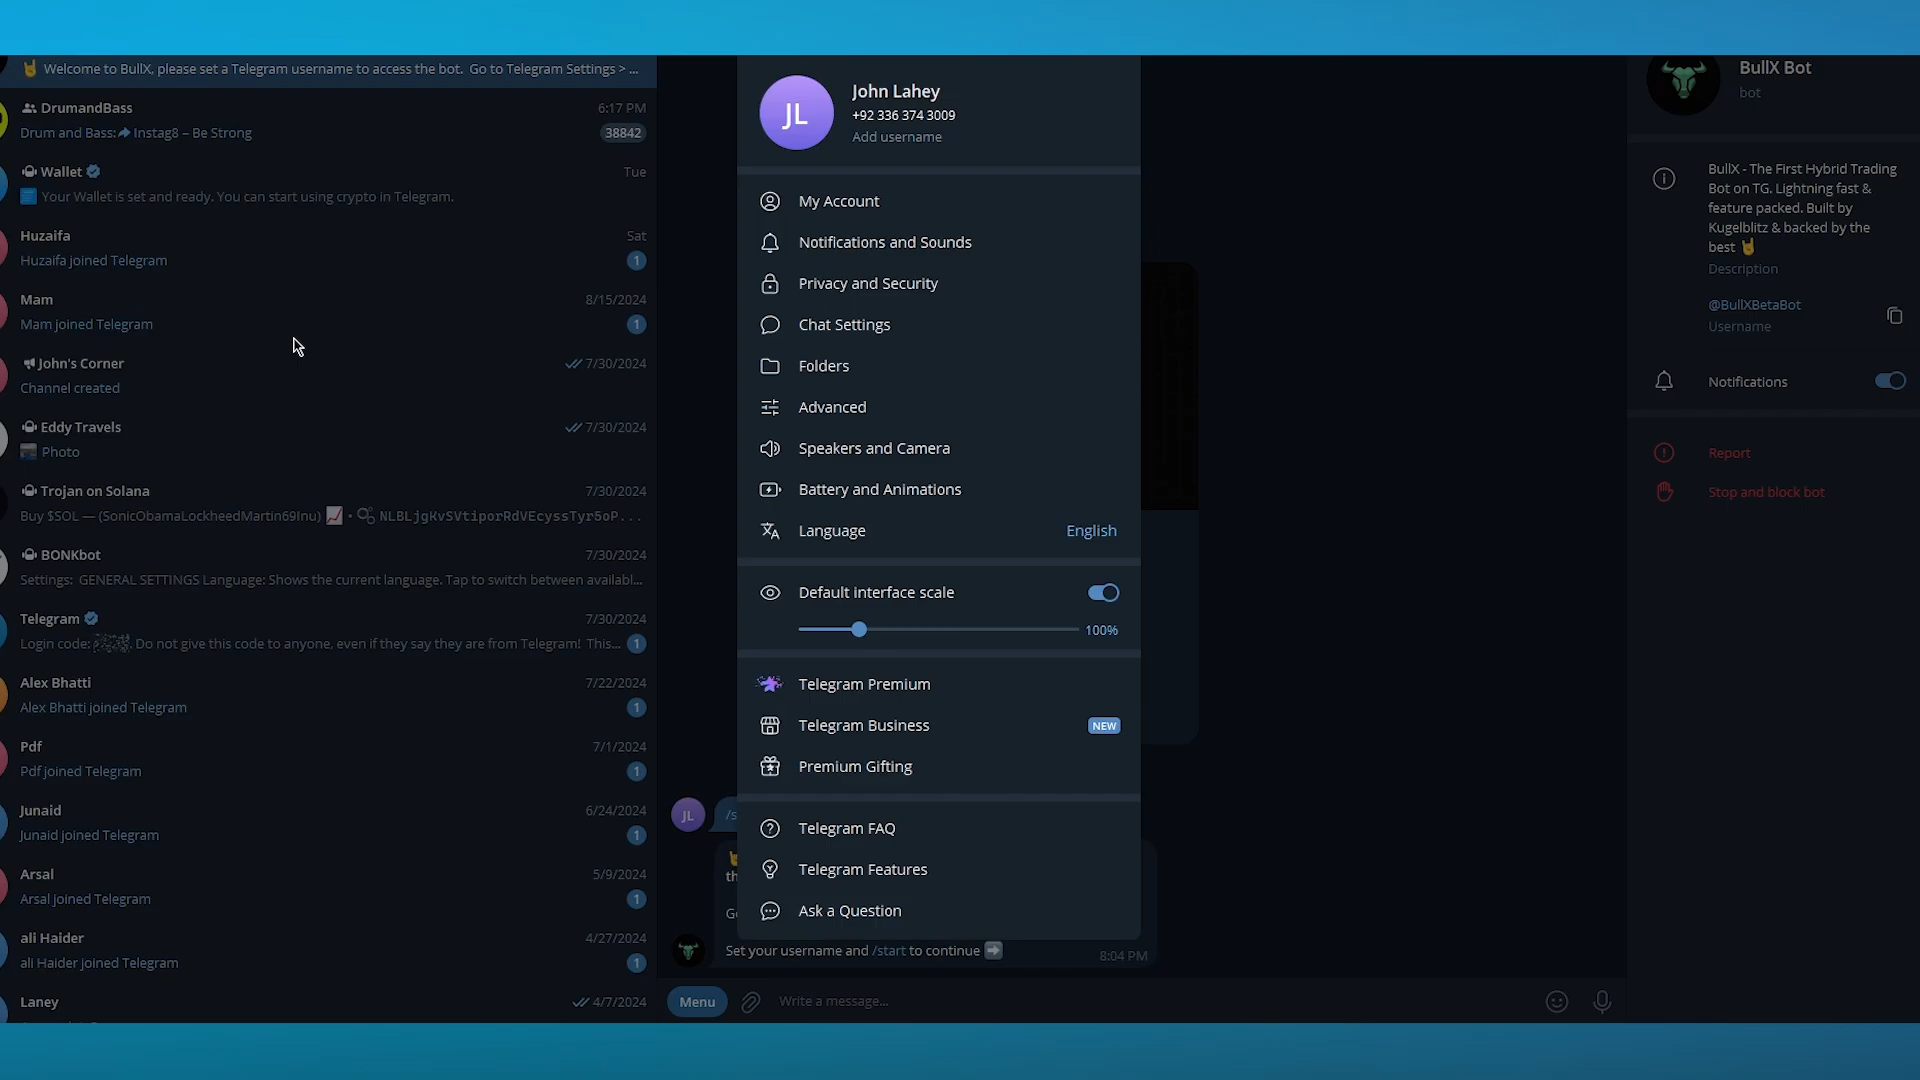 Welcome to BullX, please set a Telegram username to access the bot. Go to Telegram Settings > ...
DrumandBass
6:17 PM
Drum and Bass: Instag8 – Be Strong
38842
Wallet
Tue
Your Wallet is set and ready. You can start using crypto in Telegram.
Huzaifa
Sat
Huzaifa joined Telegram
1
Mam
8/15/2024
Mam joined Telegram
1
John's Corner
7/30/2024
Channel created
Eddy Travels
7/30/2024
Photo
Trojan on Solana
7/30/2024
Buy $SOL — (SonicObamaLockheedMartin69Inu) • NLBLjgKvSVtiporRdVEcyssTyr5oP...
BONKbot
7/30/2024
Settings: GENERAL SETTINGS Language: Shows the current language. Tap to switch between availabl...
Telegram
7/30/2024
Login code: . Do not give this code to anyone, even if they say they are from Telegram! This...
1
Alex Bhatti
7/22/2024
Alex Bhatti joined Telegram
1
Pdf
7/1/2024
Pdf joined Telegram
1
Junaid
6/24/2024
Junaid joined Telegram
1
Arsal
5/9/2024
Arsal joined Telegram
1
ali Haider
4/27/2024
ali Haider joined Telegram
1
Laney
4/7/2024
JL
John Lahey
+92 336 374 3009
Add username
My Account
Notifications and Sounds
Privacy and Security
Chat Settings
Folders
Advanced
Speakers and Camera
Battery and Animations
Language
English
Default interface scale
100%
Telegram Premium
Telegram Business
NEW
Premium Gifting
Telegram FAQ
Telegram Features
Ask a Question
JL
/s
th
Set your username and /start to continue
8:04 PM
Menu
Write a message...
BullX Bot
bot
BullX - The First Hybrid Trading
Bot on TG. Lightning fast &
feature packed. Built by
Kugelblitz & backed by the
best
Description
@BullXBetaBot
Username
Notifications
Report
Stop and block bot